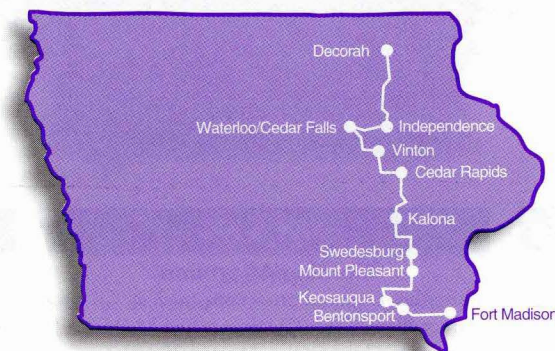 Decorah
Waterloo/Cedar Falls
Independence
Vinton
Cedar Rapids
Kalona
Swedesburg
Mount Pleasant
Keosauqua
Bentonsport
Fort Madison